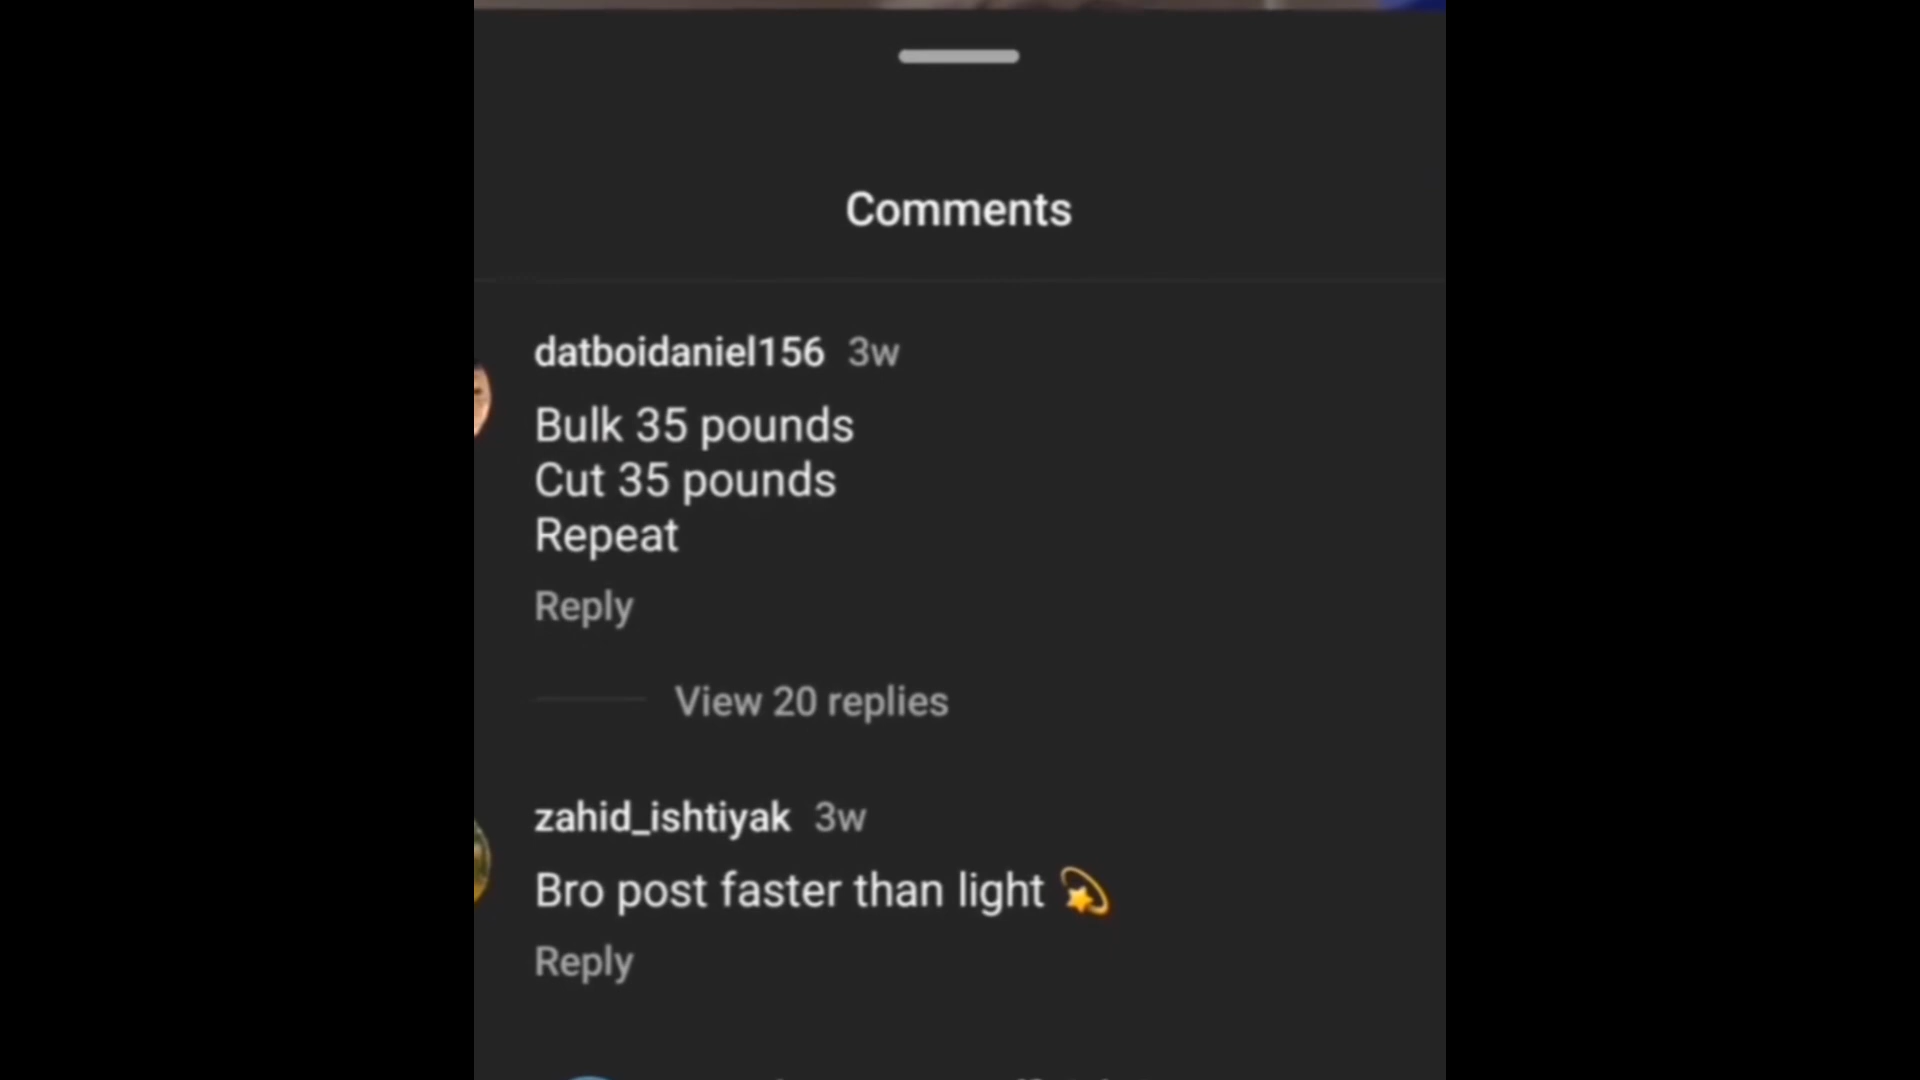 Comments
datboidaniel156 3w
Bulk 35 pounds
Cut 35 pounds
Repeat
Reply
View 20 replies
zahid_ishtiyak 3w
Bro post faster than light 💫
Reply